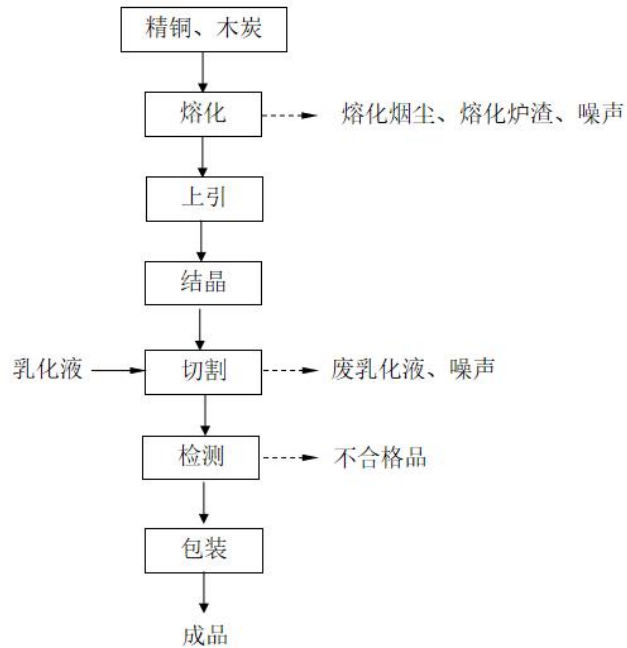 精铜、木炭
熔化
熔化烟尘、熔化炉渣、噪声
上引
结晶
乳化液
切割
废乳化液、噪声
检测
不合格品
包装
成品